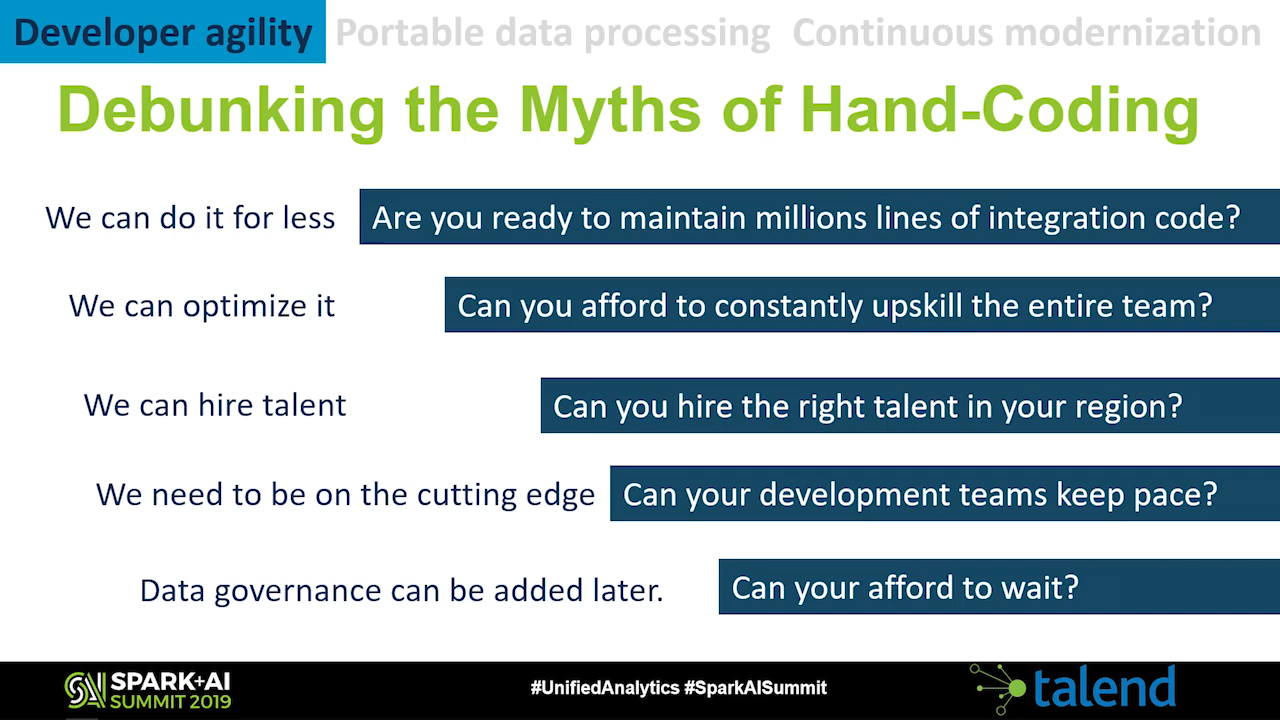 Developer agility Portable data processing Continuous modernization
Debunking the Myths of Hand-Coding
We can do it for less Are you ready to maintain millions lines of integration code?
We can optimize it Can you afford to constantly upskill the entire team?
We can hire talent Can you hire the right talent in your region?
We need to be on the cutting edge Can your development teams keep pace?
Data governance can be added later. Can your afford to wait?
SPARK+AI
SUMMIT 2019
#UnifiedAnalytics #SparkAISummit
talend